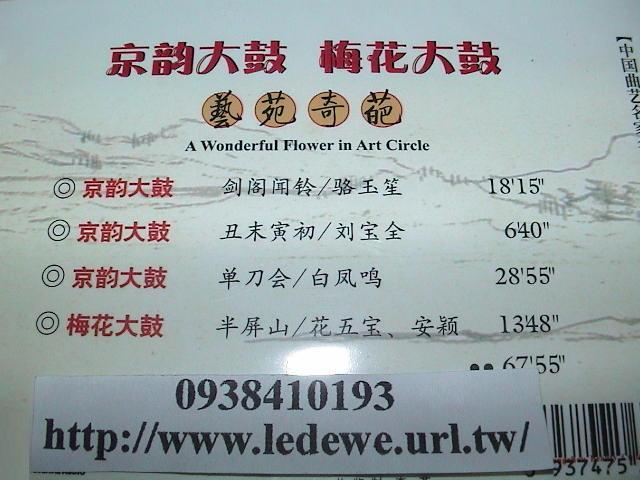 京韵大鼓 梅花大鼓
藝苑奇葩
A Wonderful Flower in Art Circle
◎ 京韵大鼓 剑阁闻铃/骆玉笙 18'15"
◎ 京韵大鼓 丑末寅初/刘宝全 6'40"
◎ 京韵大鼓 单刀会/白凤鸣 28'55"
◎ 梅花大鼓 半屏山/花五宝、安颖 13'48"
67'55"
0938410193
http://www.ledewe.url.tw/
937475
【中国曲艺名家